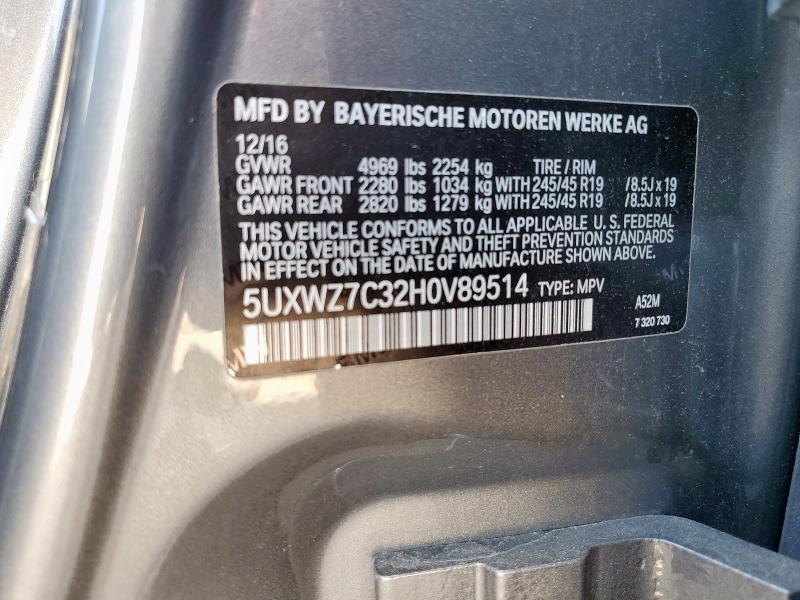 MFD BY BAYERISCHE MOTOREN WERKE AG
12/16
GVWR 4969 lbs 2254 kg TIRE / RIM
GAWR FRONT 2280 lbs 1034 kg WITH 245/45 R19 /8.5J x 19
GAWR REAR 2820 lbs 1279 kg WITH 245/45 R19 /8.5J x 19
THIS VEHICLE CONFORMS TO ALL APPLICABLE U.S. FEDERAL
MOTOR VEHICLE SAFETY AND THEFT PREVENTION STANDARDS
IN EFFECT ON THE DATE OF MANUFACTURE SHOWN ABOVE.
5UXWZ7C32H0V89514 TYPE: MPV A52M
7 320 730